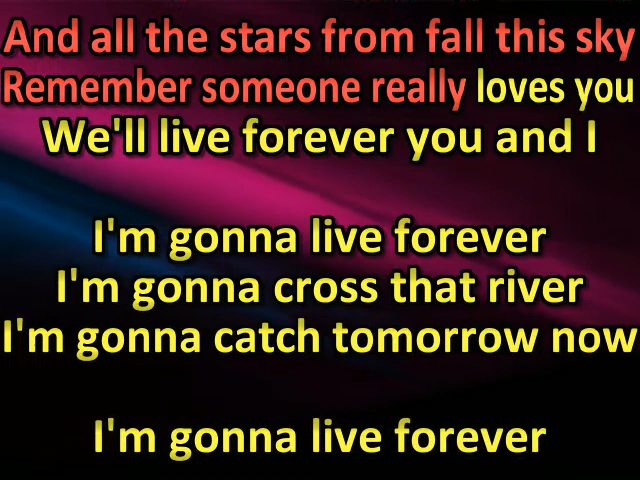 And all the stars from fall this sky
Remember someone really loves you
We'll live forever you and I
I'm gonna live forever
I'm gonna cross that river
I'm gonna catch tomorrow now
I'm gonna live forever